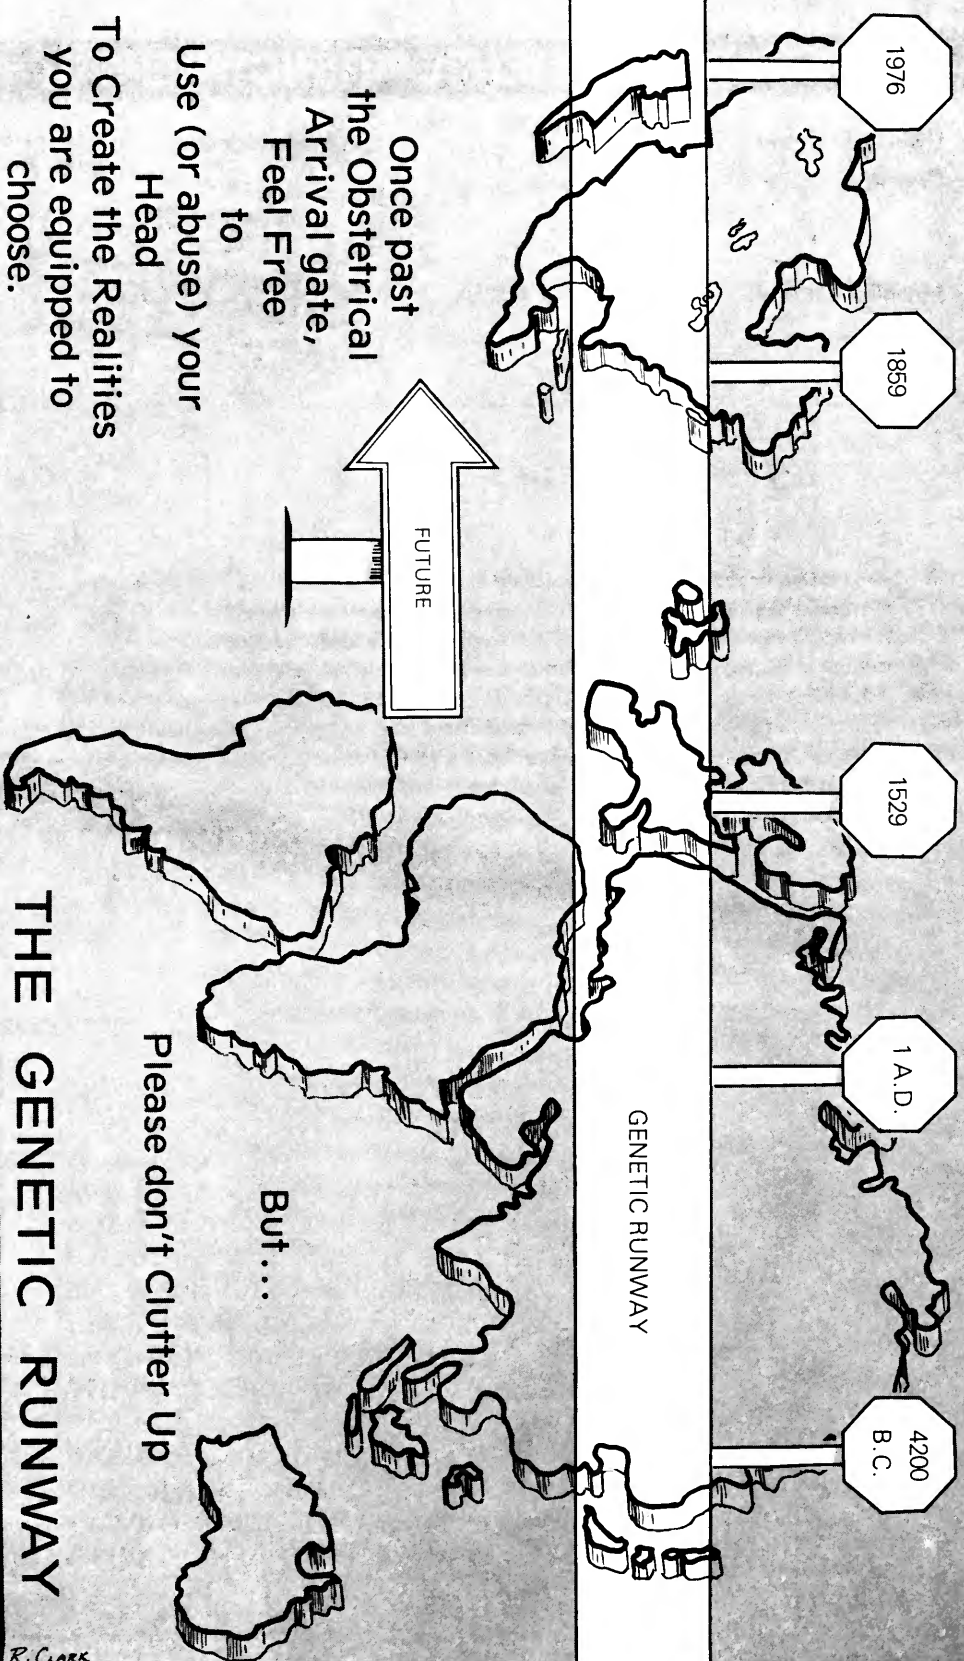 1976
1859
1529
1 A.D.
4200
B.C.
GENETIC RUNWAY
FUTURE
Once past
the Obstetrical
Arrival gate,
Feel Free
to
Use (or abuse) your
Head
To Create the Realities
you are equipped to
choose.
But...
Please don't Clutter Up
THE GENETIC RUNWAY
R. CLARK